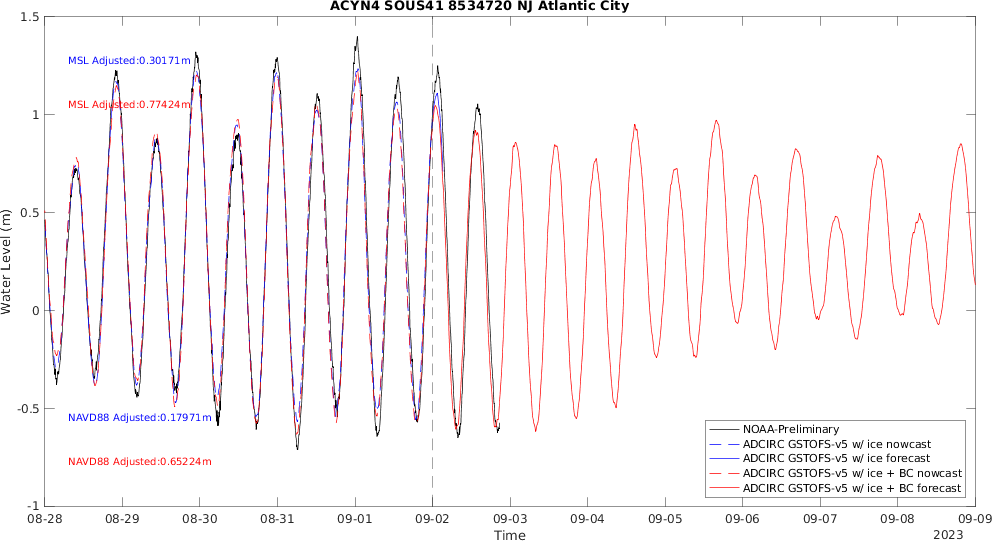 ACYN4 SOUS41 8534720 NJ Atlantic City
1.5
1
0.5
0
-0.5
-1
Water Level (m)
MSL Adjusted:0.30171m
MSL Adjusted:0.77424m
NAVD88 Adjusted:0.17971m
NAVD88 Adjusted:0.65224m
NOAA-Preliminary
ADCIRC GSTOFS-v5 w/ ice nowcast
ADCIRC GSTOFS-v5 w/ ice forecast
ADCIRC GSTOFS-v5 w/ ice + BC nowcast
ADCIRC GSTOFS-v5 w/ ice + BC forecast
08-28 08-29 08-30 08-31 09-01 09-02 09-03 09-04 09-05 09-06 09-07 09-08 09-09
Time
2023